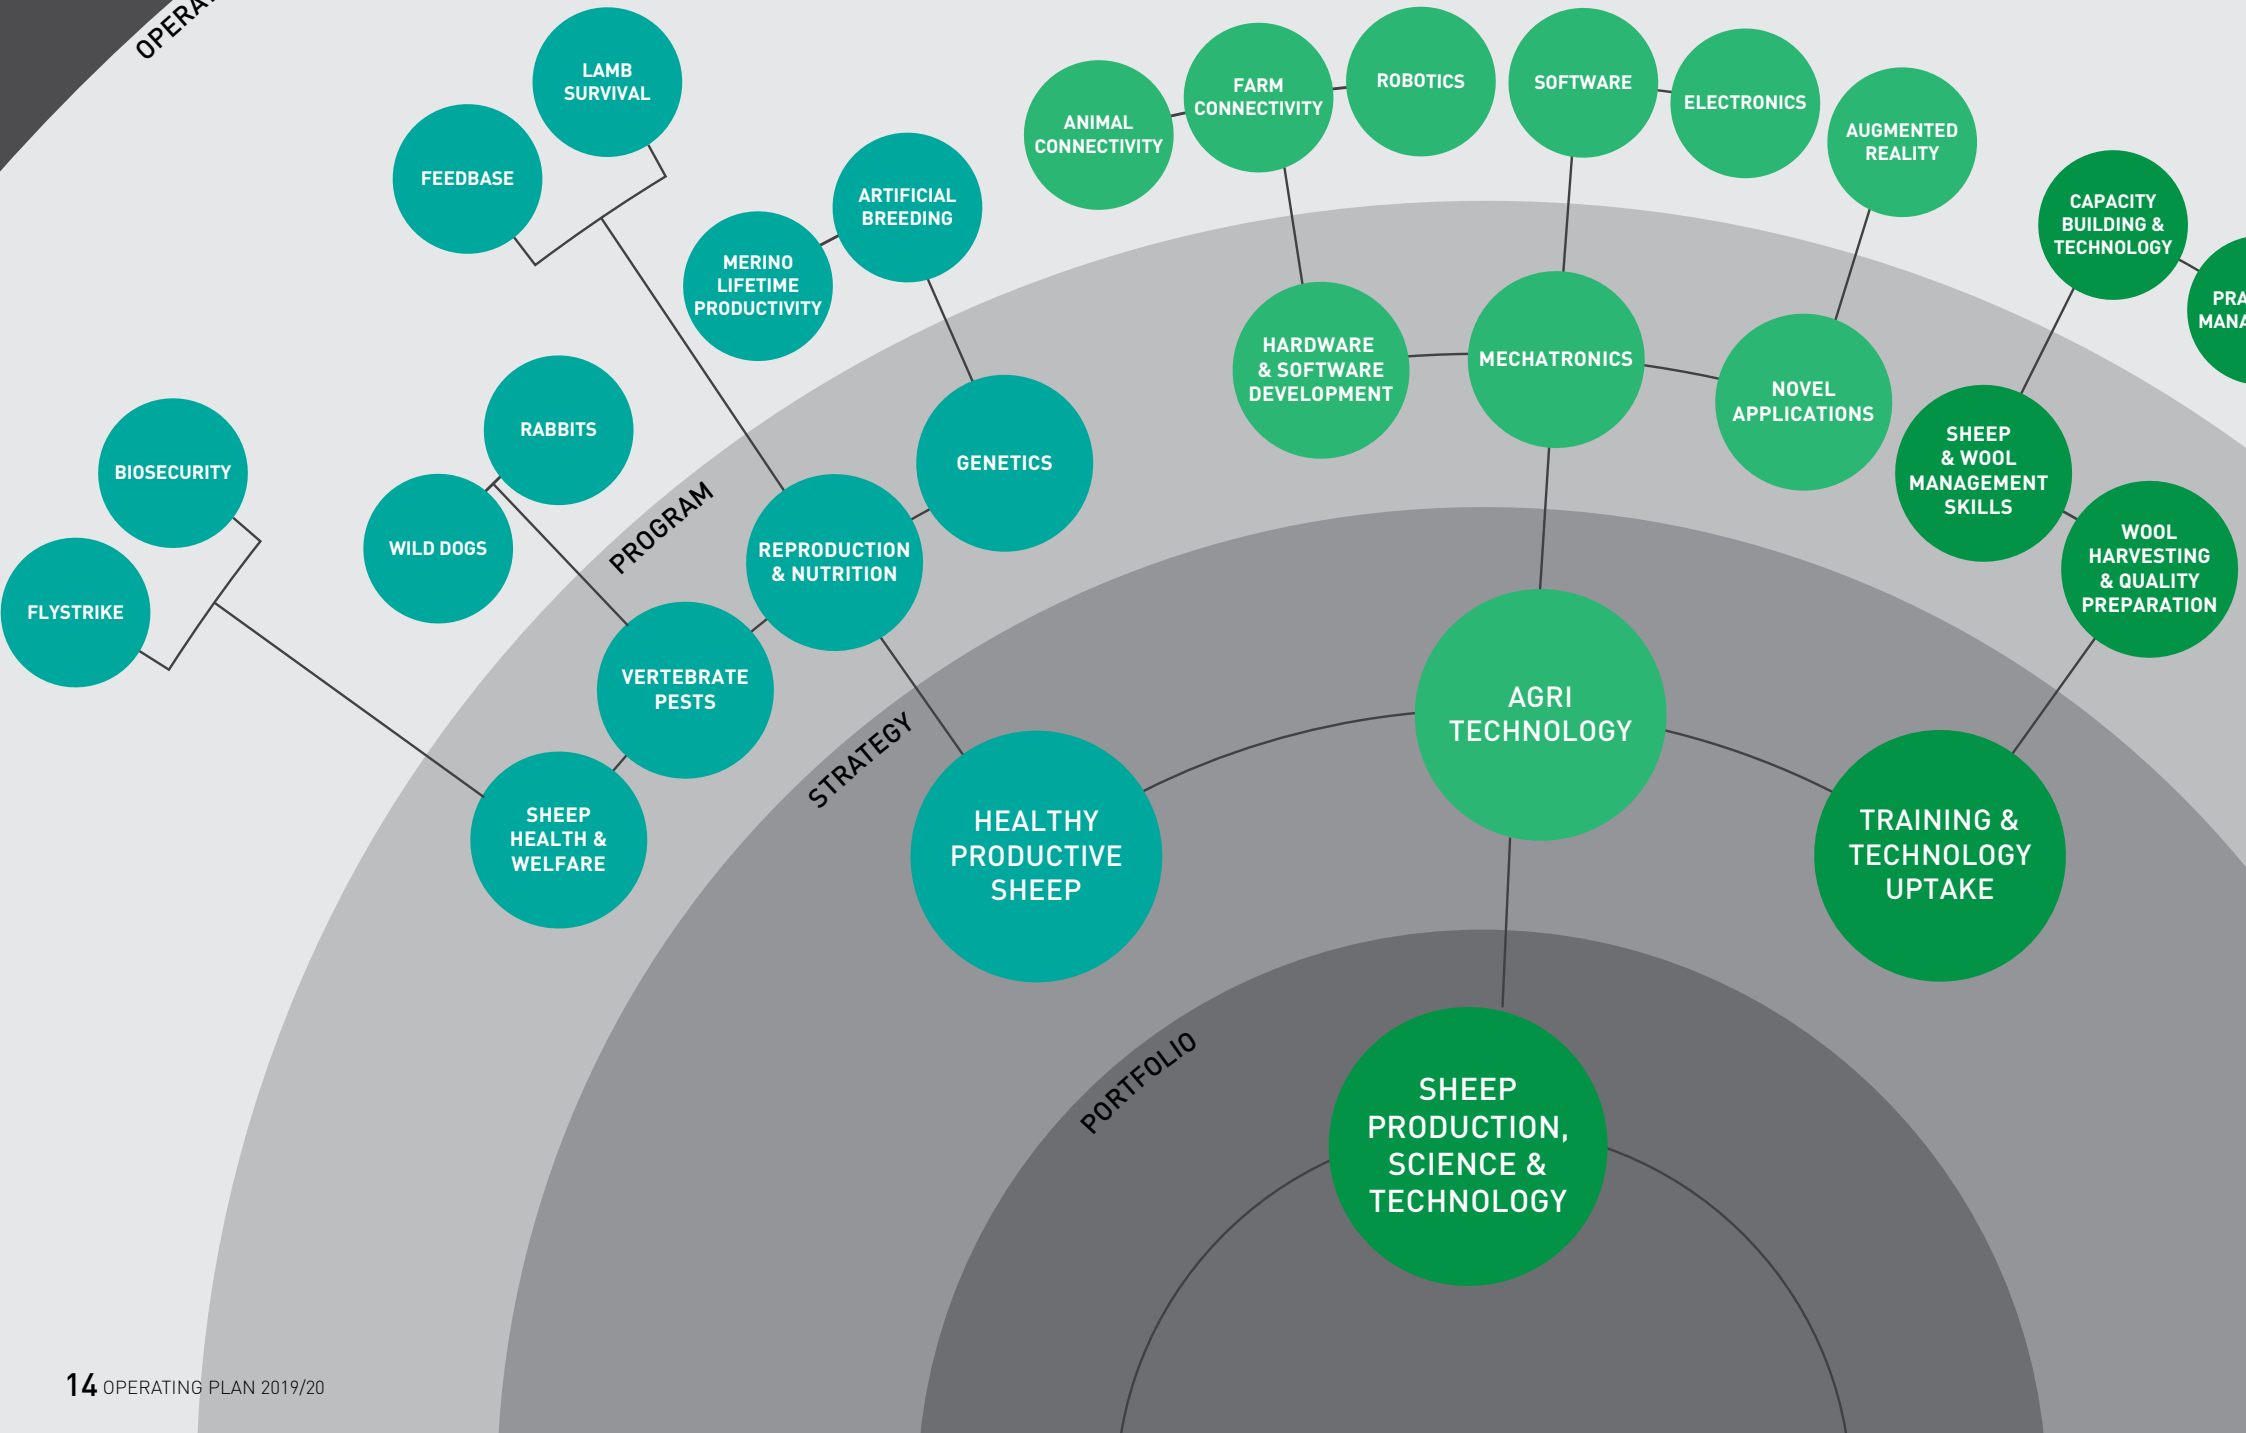 LAMB
SURVIVAL
FEEDBASE
ARTIFICIAL
BREEDING
MERINO
LIFETIME
PRODUCTIVITY
ANIMAL
CONNECTIVITY
FARM
CONNECTIVITY
ROBOTICS
SOFTWARE
ELECTRONICS
AUGMENTED
REALITY
CAPACITY
BUILDING &
TECHNOLOGY
RABBITS
BIOSECURITY
WILD DOGS
FLYSTRIKE
PROGRAM
GENETICS
REPRODUCTION
& NUTRITION
VERTEBRATE
PESTS
SHEEP
HEALTH &
WELFARE
HARDWARE
& SOFTWARE
DEVELOPMENT
MECHATRONICS
NOVEL
APPLICATIONS
SHEEP
& WOOL
MANAGEMENT
SKILLS
WOOL
HARVESTING
& QUALITY
PREPARATION
STRATEGY
HEALTHY
PRODUCTIVE
SHEEP
AGRI
TECHNOLOGY
TRAINING &
TECHNOLOGY
UPTAKE
PORTFOLIO
SHEEP
PRODUCTION,
SCIENCE &
TECHNOLOGY
14 OPERATING PLAN 2019/20